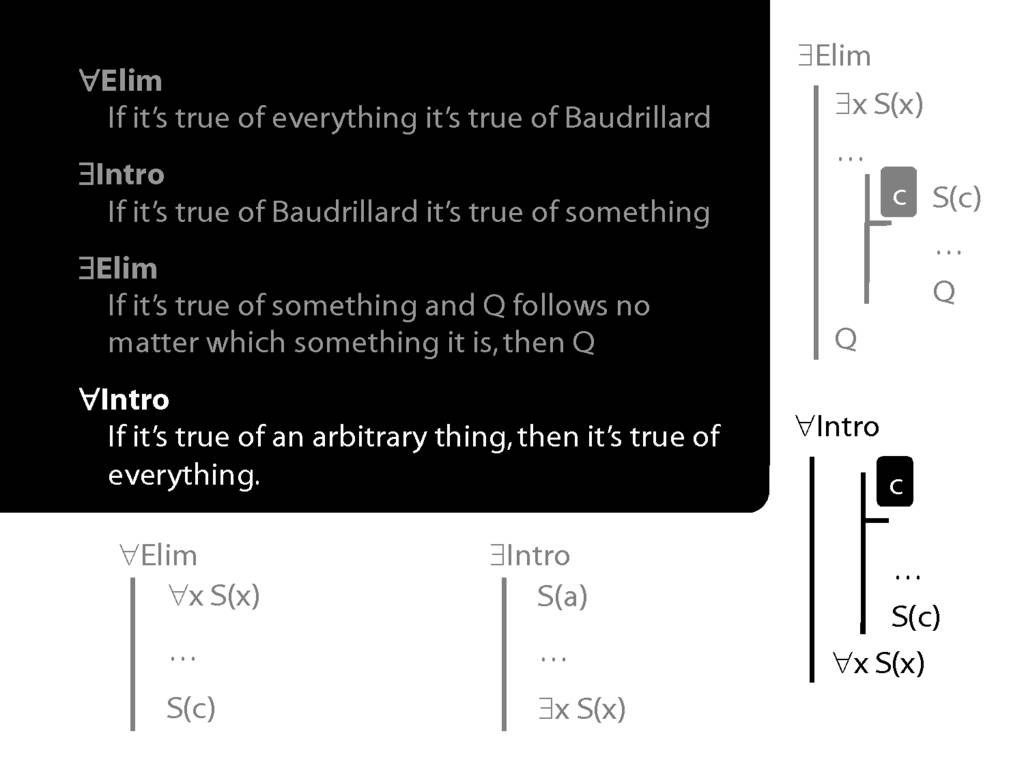 ∀Elim
If it's true of everything it's true of Baudrillard
∃Intro
If it's true of Baudrillard it's true of something
∃Elim
If it's true of something and Q follows no
matter which something it is, then Q
∀Intro
If it's true of an arbitrary thing, then it's true of
everything.
∃Elim
∃x S(x)
...
c S(c)
...
Q
Q
∀Intro
c
...
S(c)
∀x S(x)
∀Elim
∀x S(x)
...
S(c)
∃Intro
S(a)
...
∃x S(x)